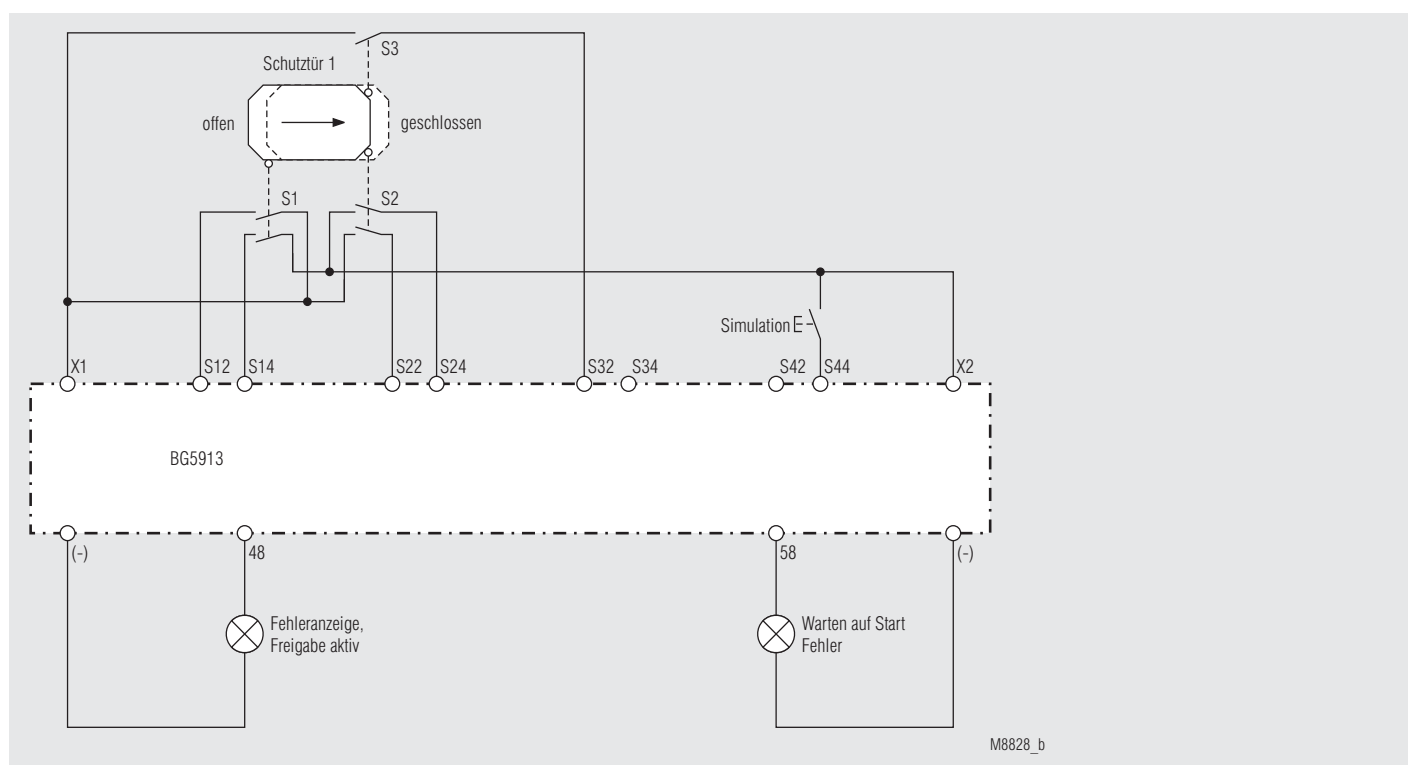 S3
Schutztür 1
offen
geschlossen
S1
S2
Simulation
X1
S12
S14
S22
S24
S32
S34
S42
S44
X2
BG5913
(-)
48
58
(-)
Fehleranzeige,
Freigabe aktiv
Warten auf Start
Fehler
M8828_b